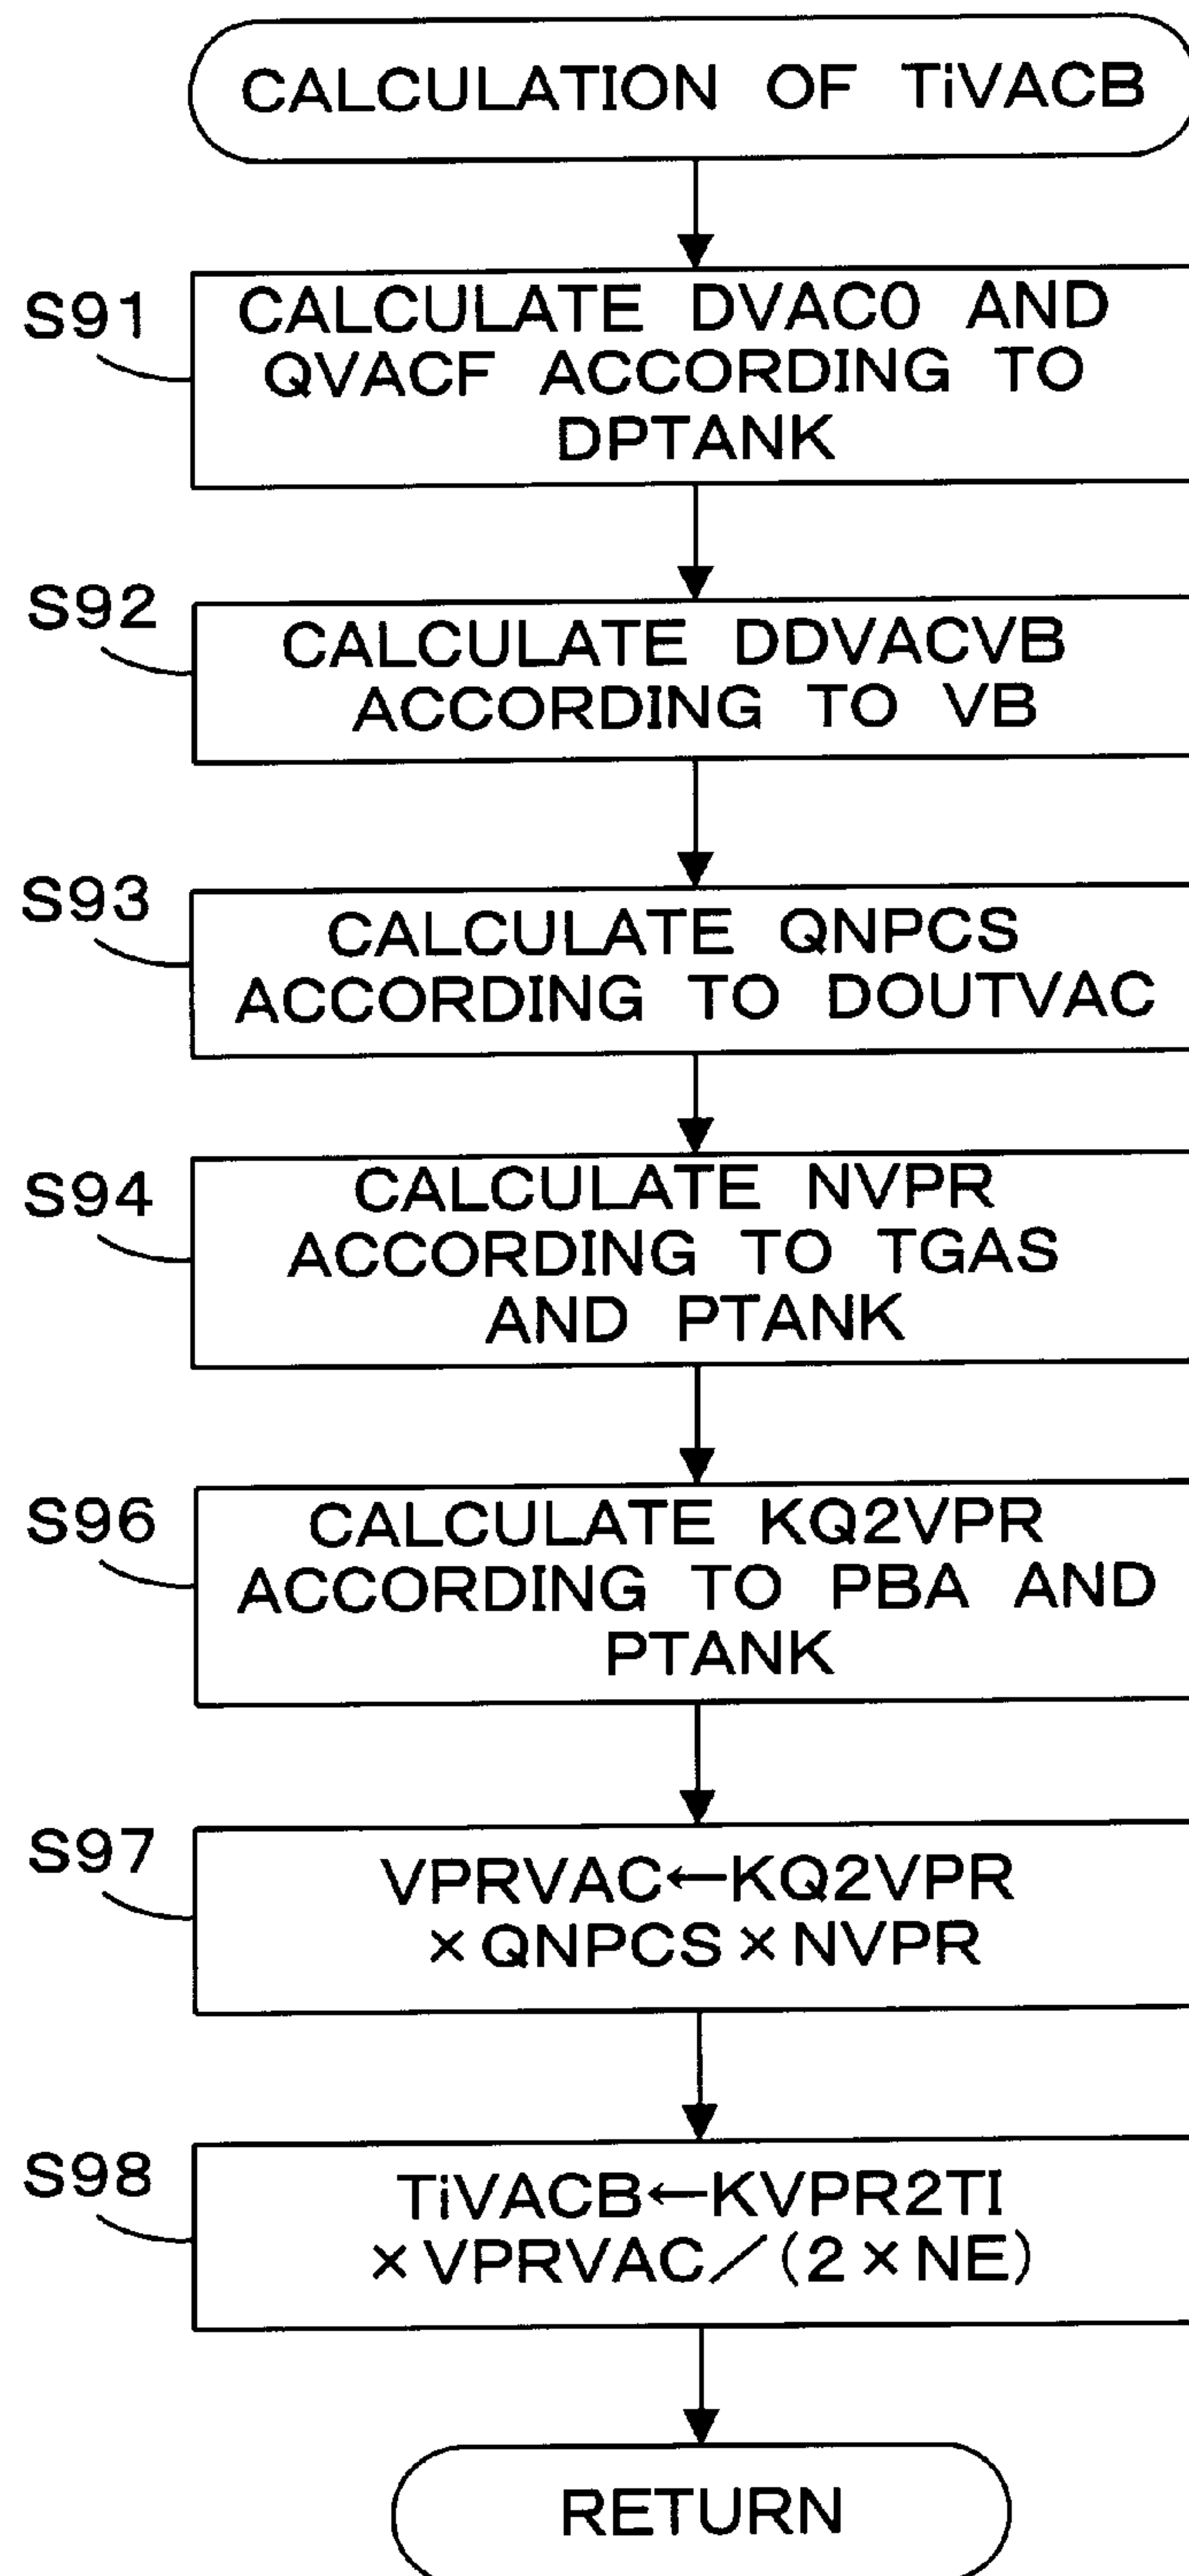 CALCULATION OF TiVACB
S91
CALCULATE DVAC0 AND
QVACF ACCORDING TO
DPTANK
S92
CALCULATE DDVACVB
ACCORDING TO VB
S93
CALCULATE QNPCS
ACCORDING TO DOUTVAC
S94
CALCULATE NVPR
ACCORDING TO TGAS
AND PTANK
S96
CALCULATE KQ2VPR
ACCORDING TO PBA AND
PTANK
S97
VPRVAC←KQ2VPR
×QNPCS×NVPR
S98
TiVACB←KVPR2TI
×VPRVAC/(2×NE)
RETURN